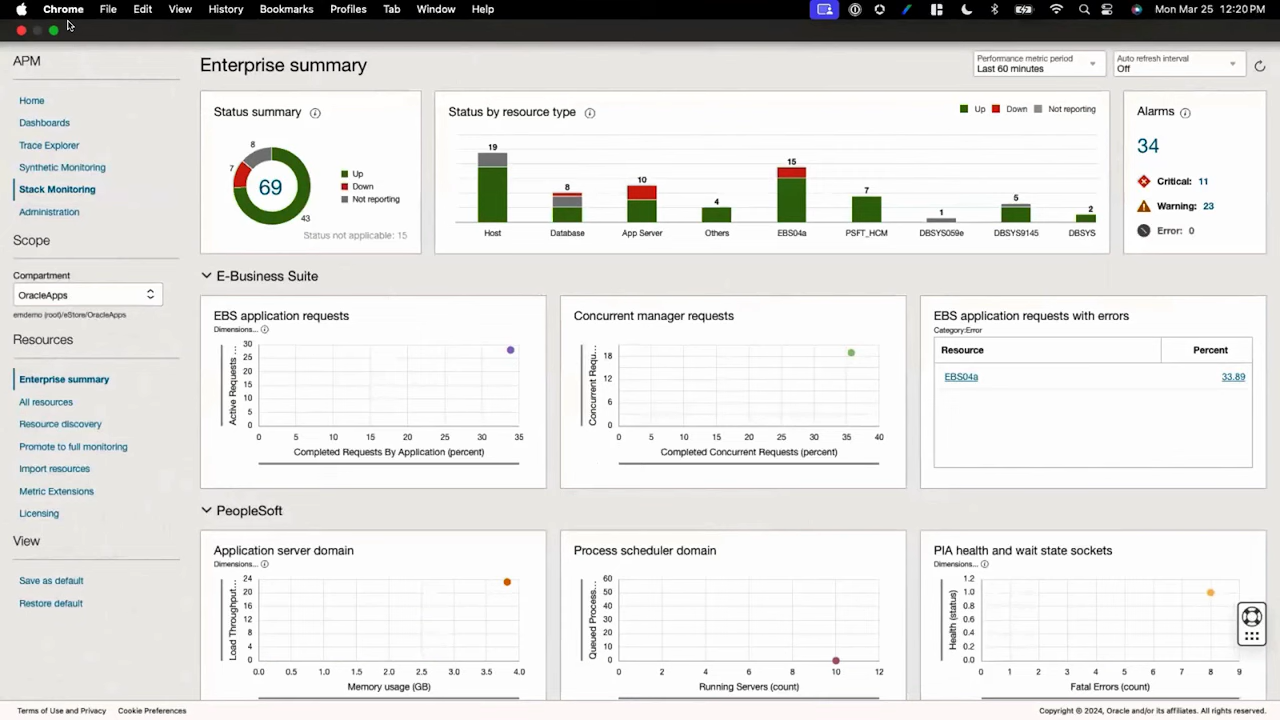 Chrome File Edit View History Bookmarks Profiles Tab Window Help Mon Mar 25 12:20 PM
APM
Home
Dashboards
Trace Explorer
Synthetic Monitoring
Stack Monitoring
Administration
Scope
Compartment
OracleApps
emdemo (root)/eStore/OracleApps
Resources
Enterprise summary
All resources
Resource discovery
Promote to full monitoring
Import resources
Metric Extensions
Licensing
View
Save as default
Restore default
Enterprise summary
Performance metric period
Last 60 minutes
Auto refresh interval
Off
Status summary
8
7
69
43
Up
Down
Not reporting
Status not applicable: 15
Status by resource type
Up Down Not reporting
19 8 10 4 15 7 1 5 2
Host Database App Server Others EBS04a PSFT_HCM DBSYS059e DBSYS9145 DBSYS
Alarms
34
Critical: 11
Warning: 23
Error: 0
E-Business Suite
EBS application requests
Dimensions...
Active Requests ...
30
25
20
15
10
5
0
0 5 10 15 20 25 30 35
Completed Requests By Application (percent)
Concurrent manager requests
Concurrent Requ...
18
12
6
0
0 5 10 15 20 25 30 35 40
Completed Concurrent Requests (percent)
EBS application requests with errors
Category:Error
Resource Percent
EBS04a 33.89
PeopleSoft
Application server domain
Dimensions...
Load Throughput...
24
20
16
12
8
4
0
0.0 0.5 1.0 1.5 2.0 2.5 3.0 3.5 4.0
Memory usage (GB)
Process scheduler domain
Queued Process...
60
50
40
30
20
10
0
0 2 4 6 8 10 12
Running Servers (count)
PIA health and wait state sockets
Dimensions...
Health (status)
1.2
1.0
0.8
0.6
0.4
0.2
0.0
0 1 2 3 4 5 6 7 8 9
Fatal Errors (count)
Terms of Use and Privacy Cookie Preferences
Copyright © 2024, Oracle and/or its affiliates. All rights reserved.